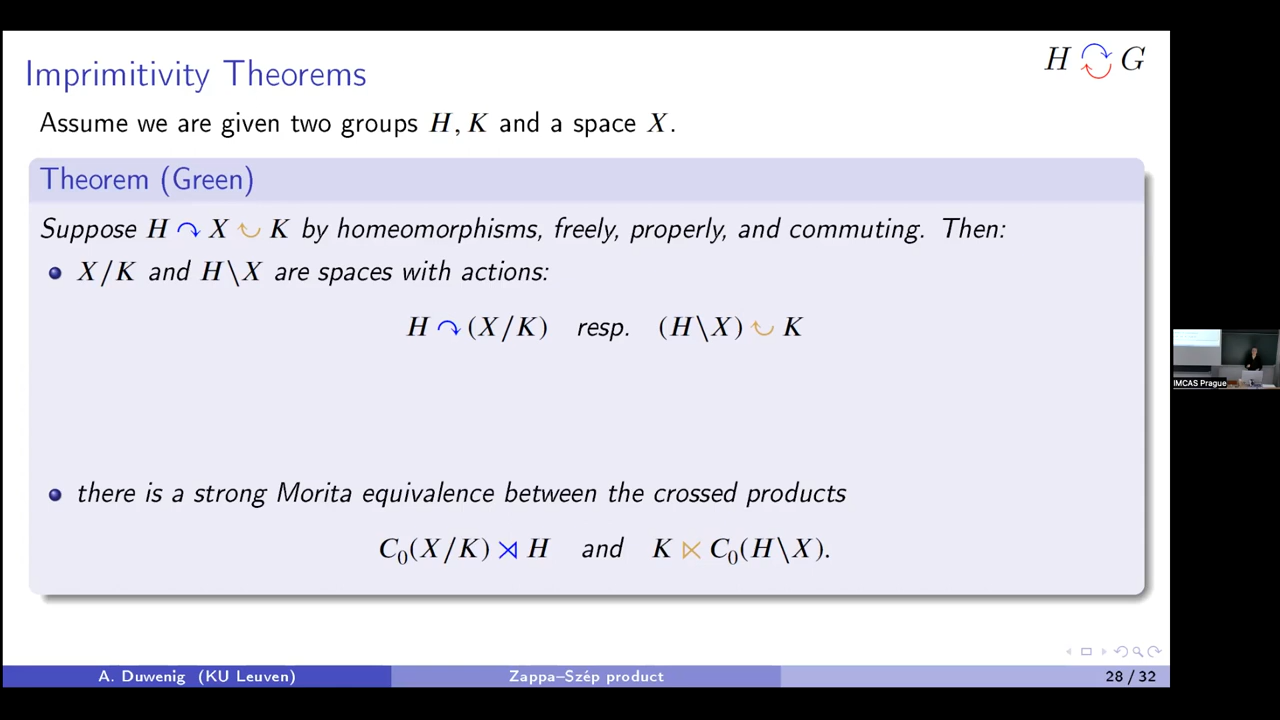 Imprimitivity Theorems
H ↷ G
Assume we are given two groups H, K and a space X.
Theorem (Green)
Suppose H ↷ X ↶ K by homeomorphisms, freely, properly, and commuting. Then:
• X/K and H\X are spaces with actions:
H ↷ (X/K) resp. (H\X) ↶ K
IMCAS Prague
• there is a strong Morita equivalence between the crossed products
C₀(X/K) ⋊ H and K ⋉ C₀(H\X).
A. Duwenig (KU Leuven)
Zappa–Szép product
28 / 32